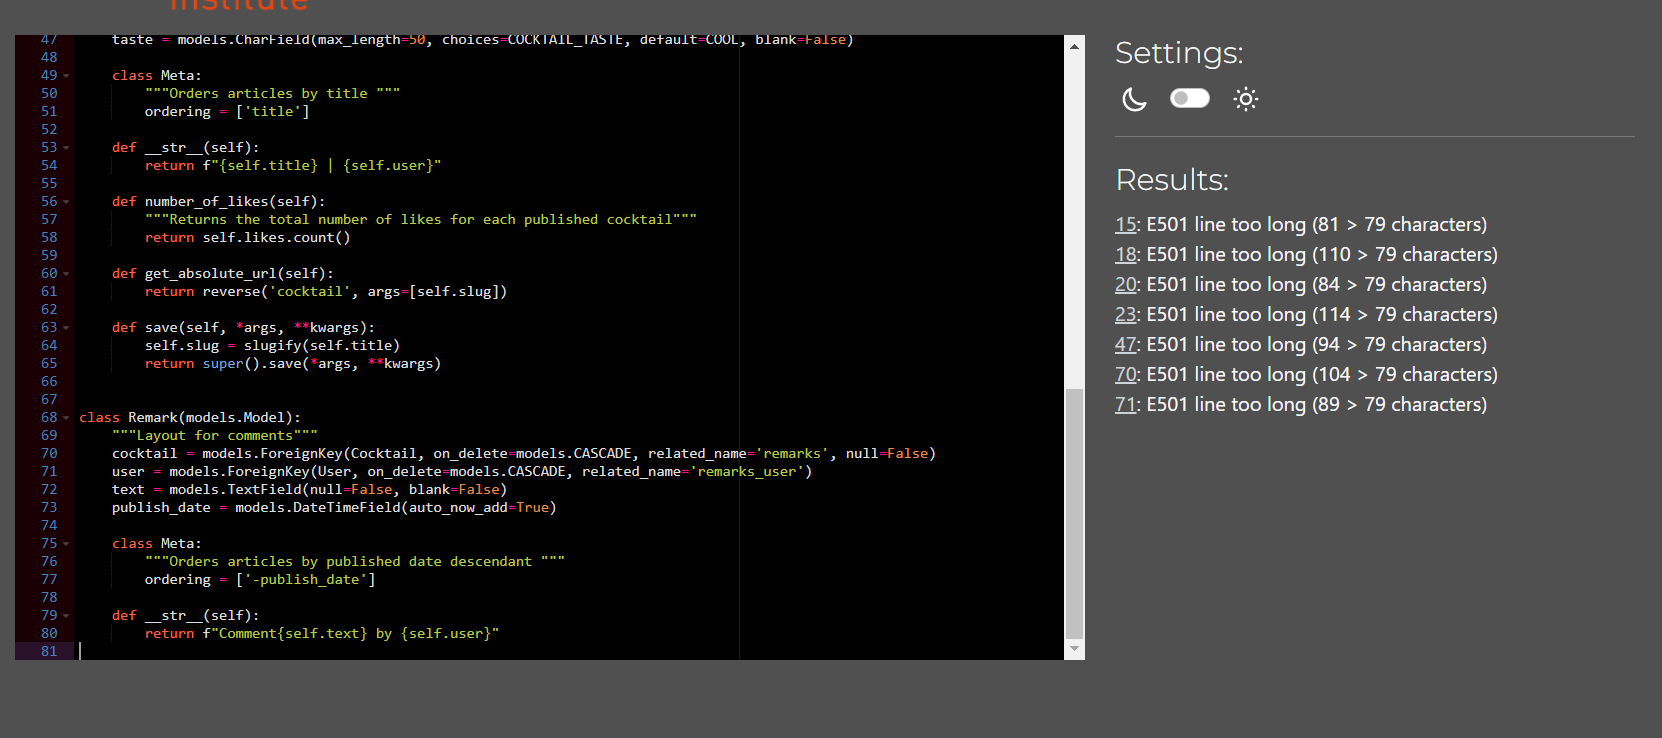 institute
47 taste = models.CharField(max_length=50, choices=COCKTAIL_TASTE, default=COOL, blank=False)
48
49 class Meta:
50 """Orders articles by title """
51 ordering = ['title']
52
53 def __str__(self):
54 return f"{self.title} | {self.user}"
55
56 def number_of_likes(self):
57 """Returns the total number of likes for each published cocktail"""
58 return self.likes.count()
59
60 def get_absolute_url(self):
61 return reverse('cocktail', args=[self.slug])
62
63 def save(self, *args, **kwargs):
64 self.slug = slugify(self.title)
65 return super().save(*args, **kwargs)
66
67
68 class Remark(models.Model):
69 """Layout for comments"""
70 cocktail = models.ForeignKey(Cocktail, on_delete=models.CASCADE, related_name='remarks', null=False)
71 user = models.ForeignKey(User, on_delete=models.CASCADE, related_name='remarks_user')
72 text = models.TextField(null=False, blank=False)
73 publish_date = models.DateTimeField(auto_now_add=True)
74
75 class Meta:
76 """Orders articles by published date descendant """
77 ordering = ['-publish_date']
78
79 def __str__(self):
80 return f"Comment{self.text} by {self.user}"
81
Settings:
Results:
15: E501 line too long (81 > 79 characters)
18: E501 line too long (110 > 79 characters)
20: E501 line too long (84 > 79 characters)
23: E501 line too long (114 > 79 characters)
47: E501 line too long (94 > 79 characters)
70: E501 line too long (104 > 79 characters)
71: E501 line too long (89 > 79 characters)